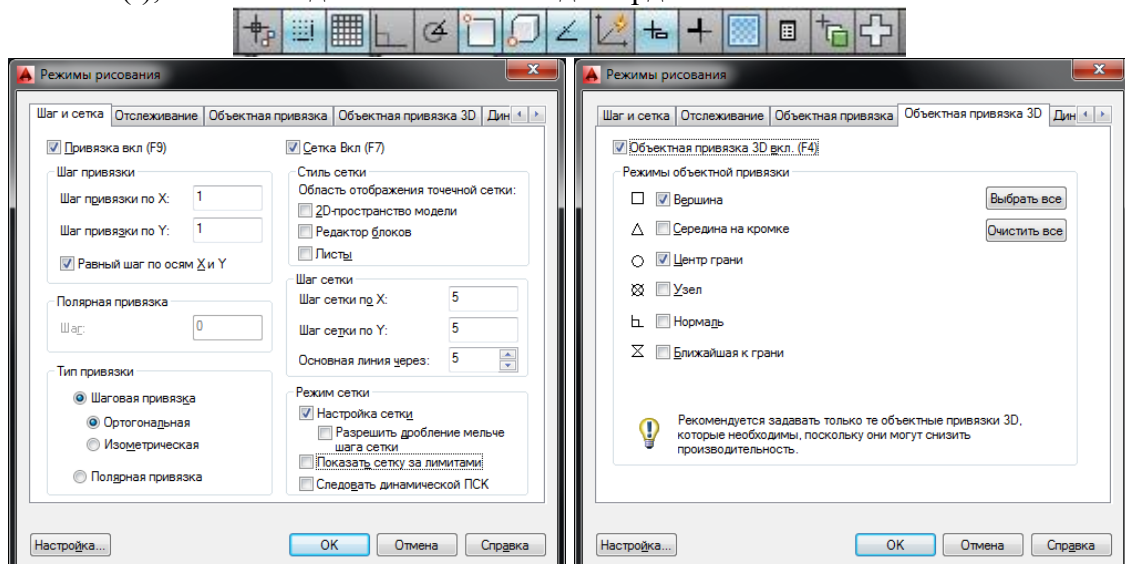 Режимы рисования
Шаг и сетка Отслеживание Объектная привязка Объектная привязка 3D Дин
Привязка вкл (F9)
Шаг привязки
Шаг привязки по X: 1
Шаг привязки по Y: 1
Равный шаг по осям X и Y
Полярная привязка
Шаг: 0
Тип привязки
Шаговая привязка
Ортогональная
Изометрическая
Полярная привязка
Сетка Вкл (F7)
Стиль сетки
Область отображения точечной сетки:
2D-пространство модели
Редактор блоков
Листы
Шаг сетки
Шаг сетки по X: 5
Шаг сетки по Y: 5
Основная линия через: 5
Режим сетки
Настройка сетки
Разрешить дробление мельче
шага сетки
Показать сетку за лимитами
Следовать динамической ПСК
Настройка... OK Отмена Справка
Режимы рисования
Шаг и сетка Отслеживание Объектная привязка Объектная привязка 3D Дин
Объектная привязка 3D вкл. (F4)
Режимы объектной привязки
Вершина Выбрать все
Середина на кромке Очистить все
Центр грани
Узел
Нормаль
Ближайшая к грани
Рекомендуется задавать только те объектные привязки 3D,
которые необходимы, поскольку они могут снизить
производительность.
Настройка... OK Отмена Справка